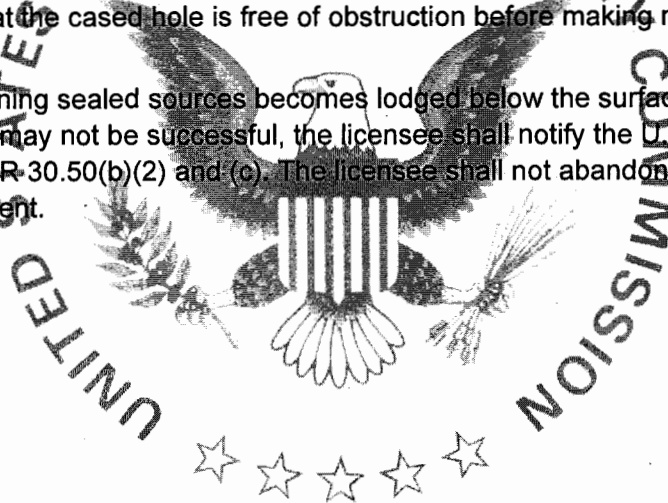 at the cased hole is free of obstruction before making
ning sealed sources becomes lodged below the surfac
may not be successful, the licensee shall notify the U.
R 30.50(b)(2) and (c). The licensee shall not abandon
ent.
UNITED STATES
COMMISSION